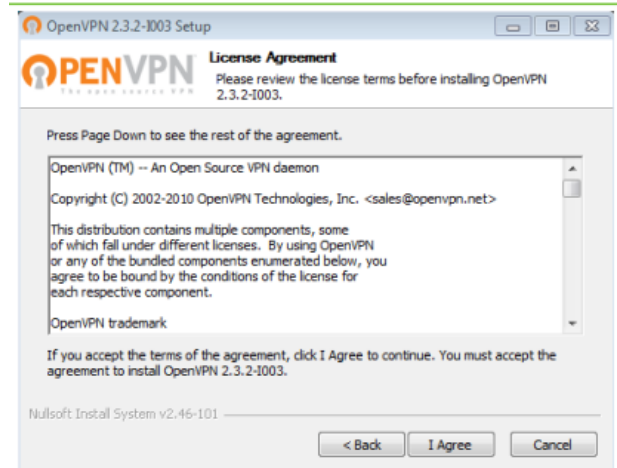 OpenVPN 2.3.2-I003 Setup
OPENVPN
The open source VPN
License Agreement
Please review the license terms before installing OpenVPN
2.3.2-I003.
Press Page Down to see the rest of the agreement.
OpenVPN (TM) -- An Open Source VPN daemon
Copyright (C) 2002-2010 OpenVPN Technologies, Inc. <sales@openvpn.net>
This distribution contains multiple components, some
of which fall under different licenses. By using OpenVPN
or any of the bundled components enumerated below, you
agree to be bound by the conditions of the license for
each respective component.
OpenVPN trademark
If you accept the terms of the agreement, click I Agree to continue. You must accept the
agreement to install OpenVPN 2.3.2-I003.
Nullsoft Install System v2.46-101
< Back
I Agree
Cancel